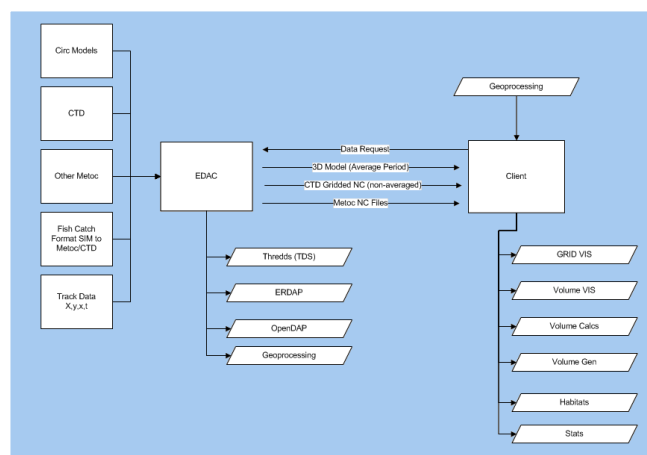 Circ Models
CTD
Other Metoc
Fish Catch
Format SIM to
Metoc/CTD
Track Data
X,y,x,t
EDAC
Thredds (TDS)
ERDAP
OpenDAP
Geoprocessing
Data Request
3D Model (Average Period)
CTD Gridded NC (non-averaged)
Metoc NC Files
Geoprocessing
Client
GRID VIS
Volume VIS
Volume Calcs
Volume Gen
Habitats
Stats